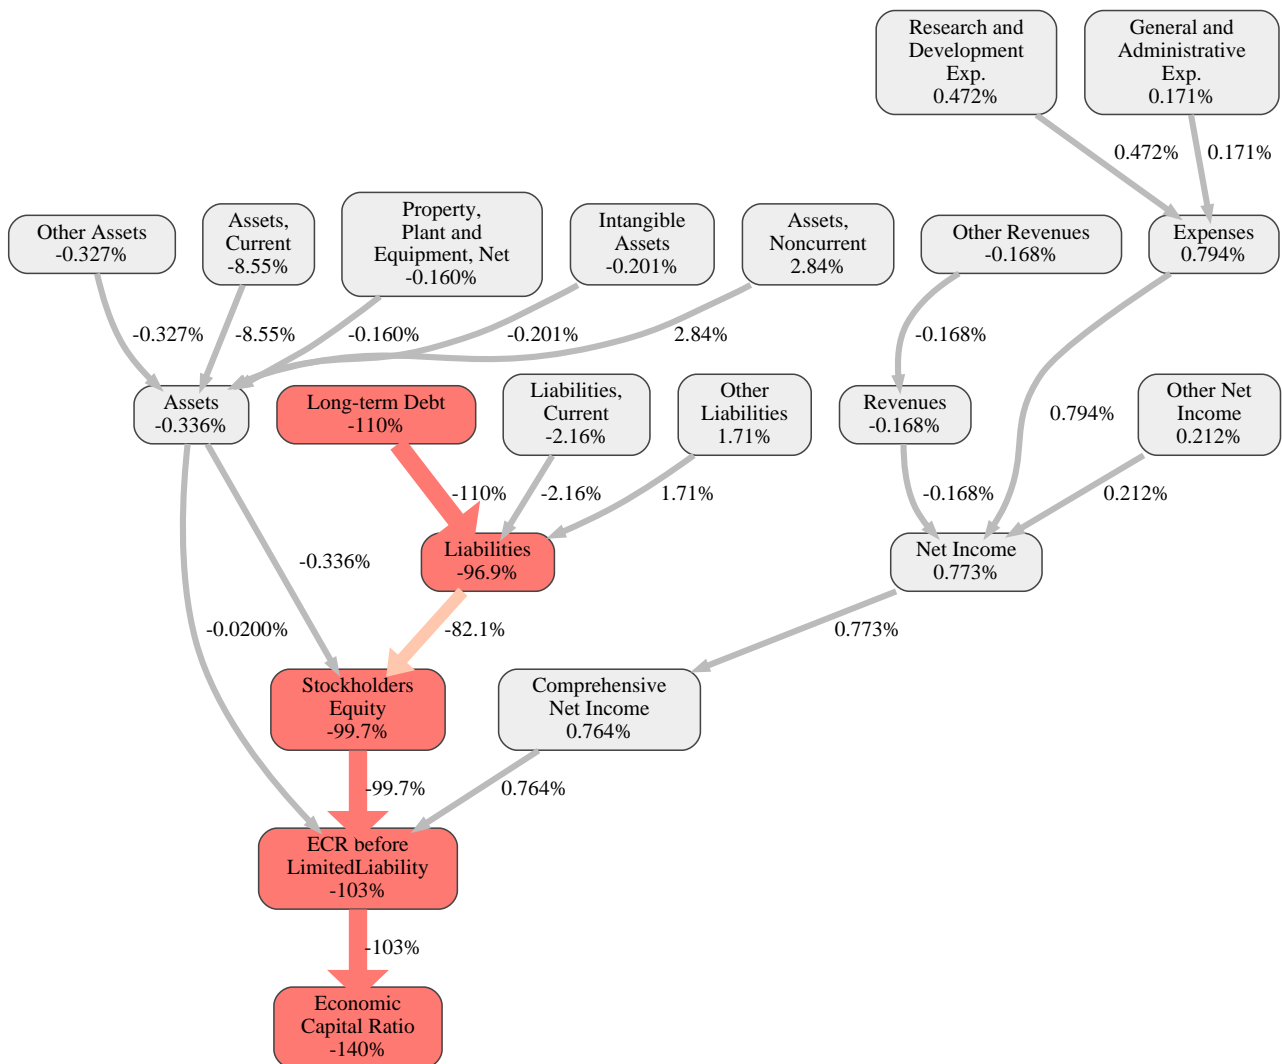 Research and
Development
Exp.
0.472%
General and
Administrative
Exp.
0.171%
0.472%
0.171%
Other Assets
-0.327%
Assets,
Current
-8.55%
Property,
Plant and
Equipment, Net
-0.160%
Intangible
Assets
-0.201%
Assets,
Noncurrent
2.84%
Other Revenues
-0.168%
Expenses
0.794%
-0.327%
-8.55%
-0.160%
-0.201%
2.84%
-0.168%
0.794%
Assets
-0.336%
Long-term Debt
-110%
Liabilities,
Current
-2.16%
Other
Liabilities
1.71%
Revenues
-0.168%
Other Net
Income
0.212%
-110%
-2.16%
1.71%
-0.168%
0.212%
Liabilities
-96.9%
Net Income
0.773%
-0.336%
-0.0200%
-82.1%
0.773%
Stockholders
Equity
-99.7%
Comprehensive
Net Income
0.764%
-99.7%
0.764%
ECR before
LimitedLiability
-103%
-103%
Economic
Capital Ratio
-140%